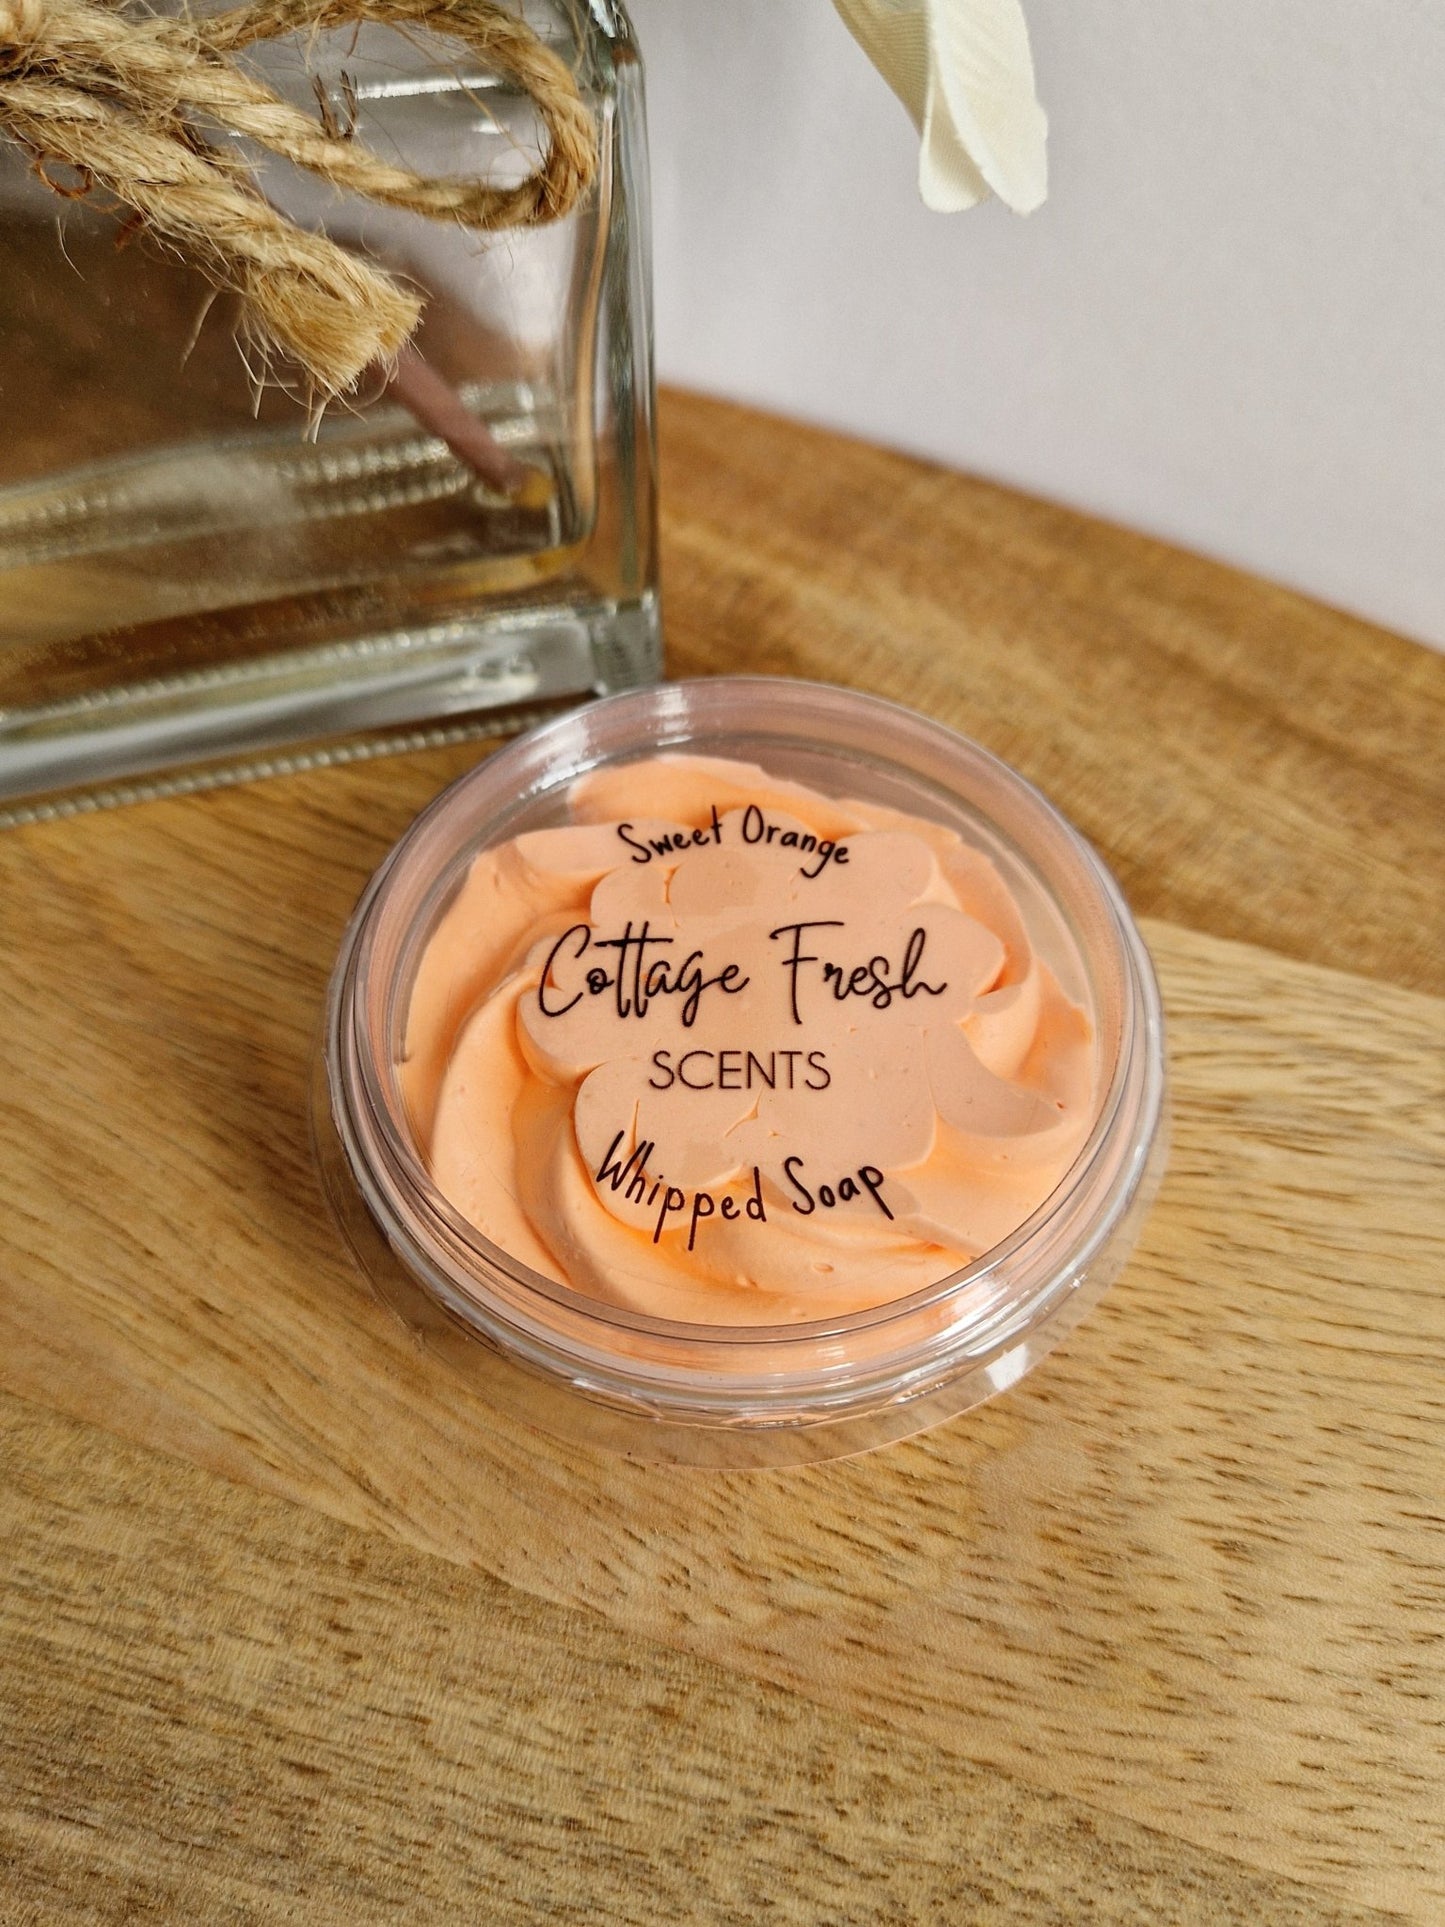 Sweet Orange
Cottage Fresh
SCENTS
Whipped Soap